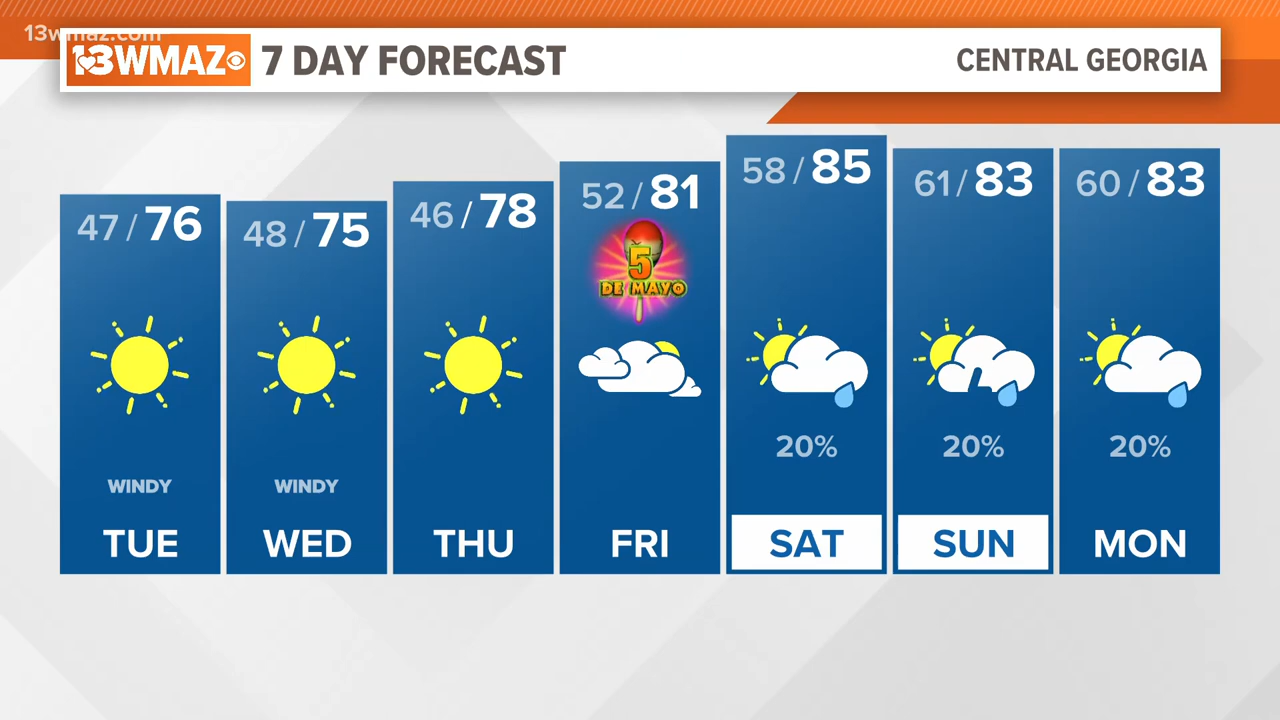 13wmaz.com
13WMAZ
7 DAY FORECAST
CENTRAL GEORGIA
47 / 76
WINDY
TUE
48 / 75
WINDY
WED
46 / 78
THU
52 / 81
5
DE MAYO
FRI
58 / 85
20%
SAT
61 / 83
20%
SUN
60 / 83
20%
MON